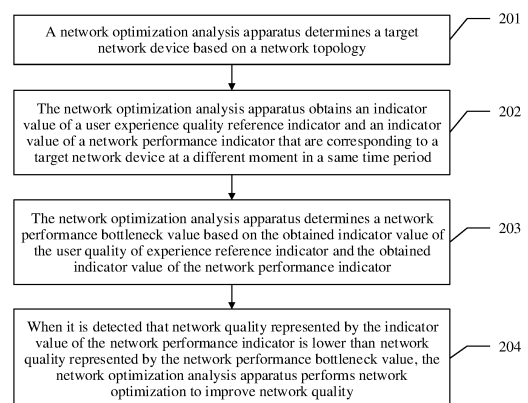 A network optimization analysis apparatus determines a target
network device based on a network topology
201
The network optimization analysis apparatus obtains an indicator
value of a user experience quality reference indicator and an indicator
value of a network performance indicator that are corresponding to a
target network device at a different moment in a same time period
202
The network optimization analysis apparatus determines a network
performance bottleneck value based on the obtained indicator value of
the user quality of experience reference indicator and the obtained
indicator value of the network performance indicator
203
When it is detected that network quality represented by the indicator
value of the network performance indicator is lower than network
quality represented by the network performance bottleneck value, the
network optimization analysis apparatus performs network
optimization to improve network quality
204